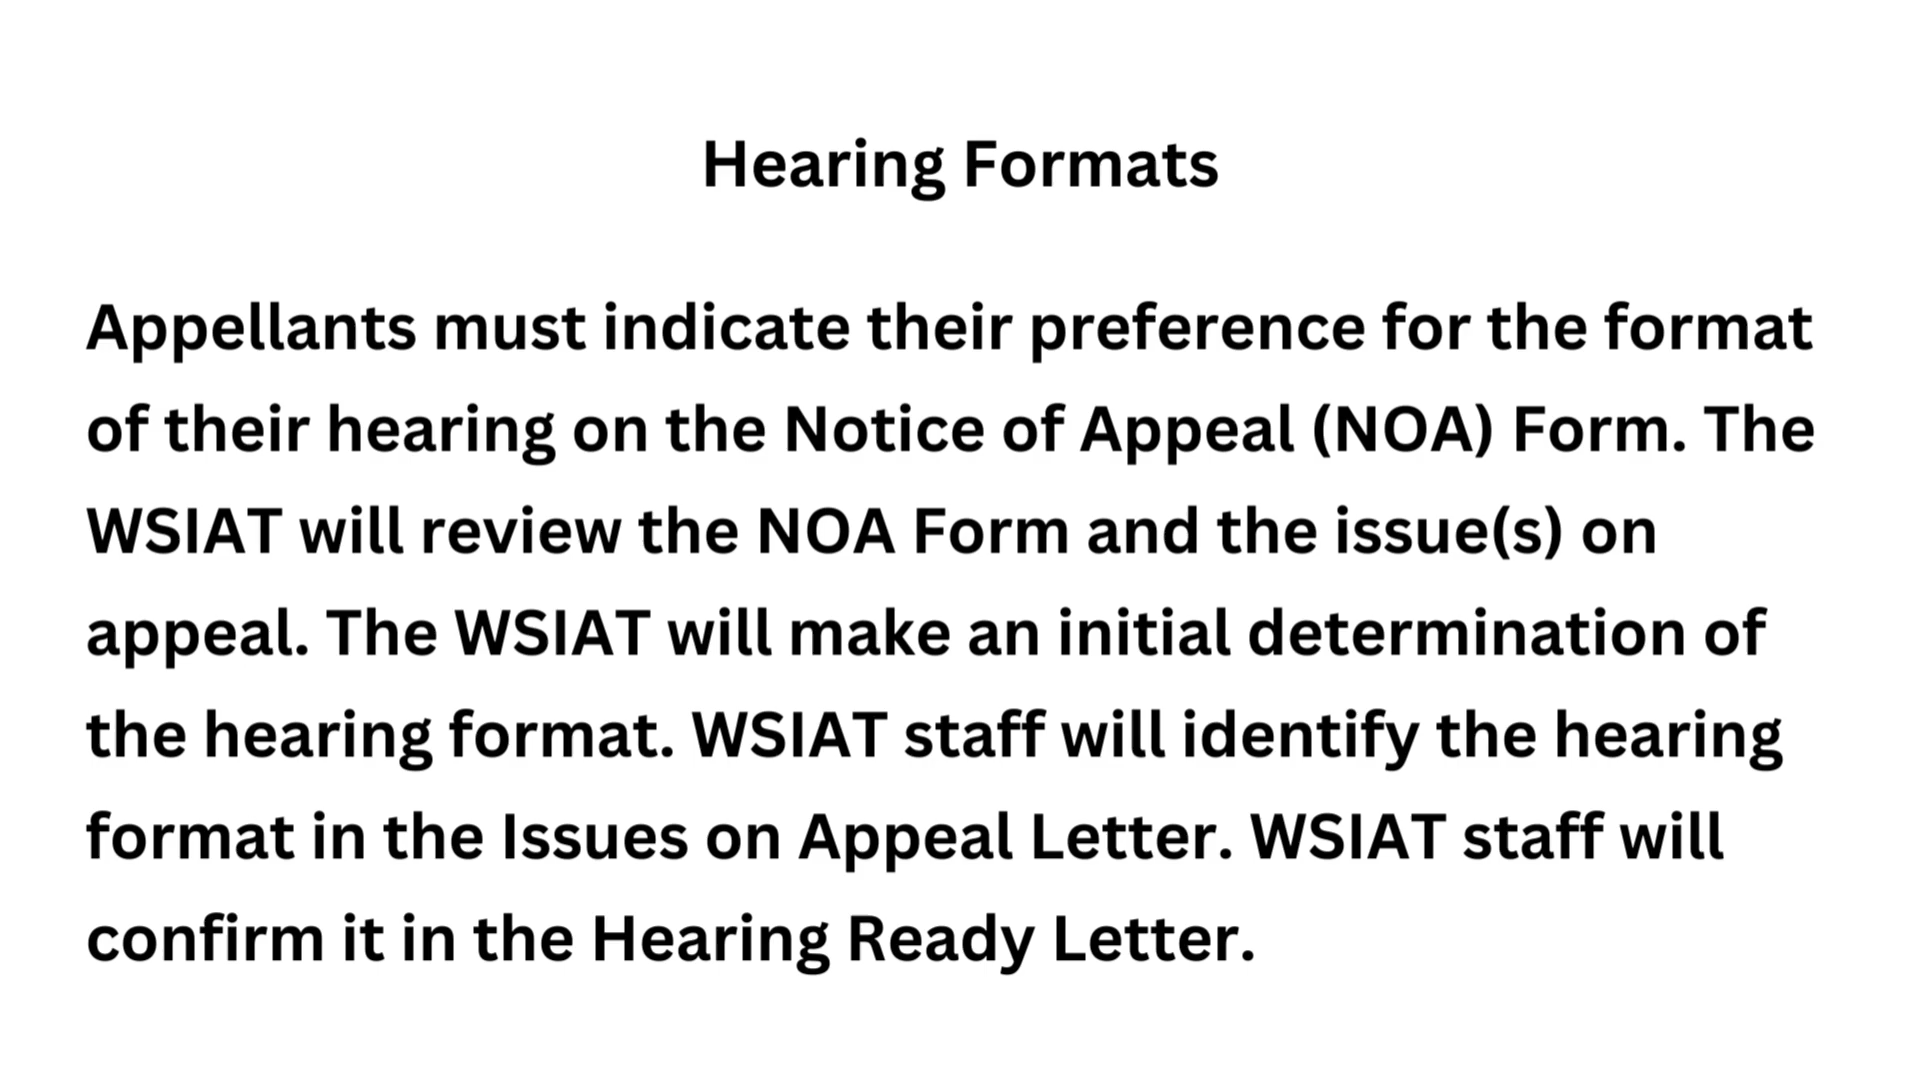 Hearing Formats
Appellants must indicate their preference for the format
of their hearing on the Notice of Appeal (NOA) Form. The
WSIAT will review the NOA Form and the issue(s) on
appeal. The WSIAT will make an initial determination of
the hearing format. WSIAT staff will identify the hearing
format in the Issues on Appeal Letter. WSIAT staff will
confirm it in the Hearing Ready Letter.